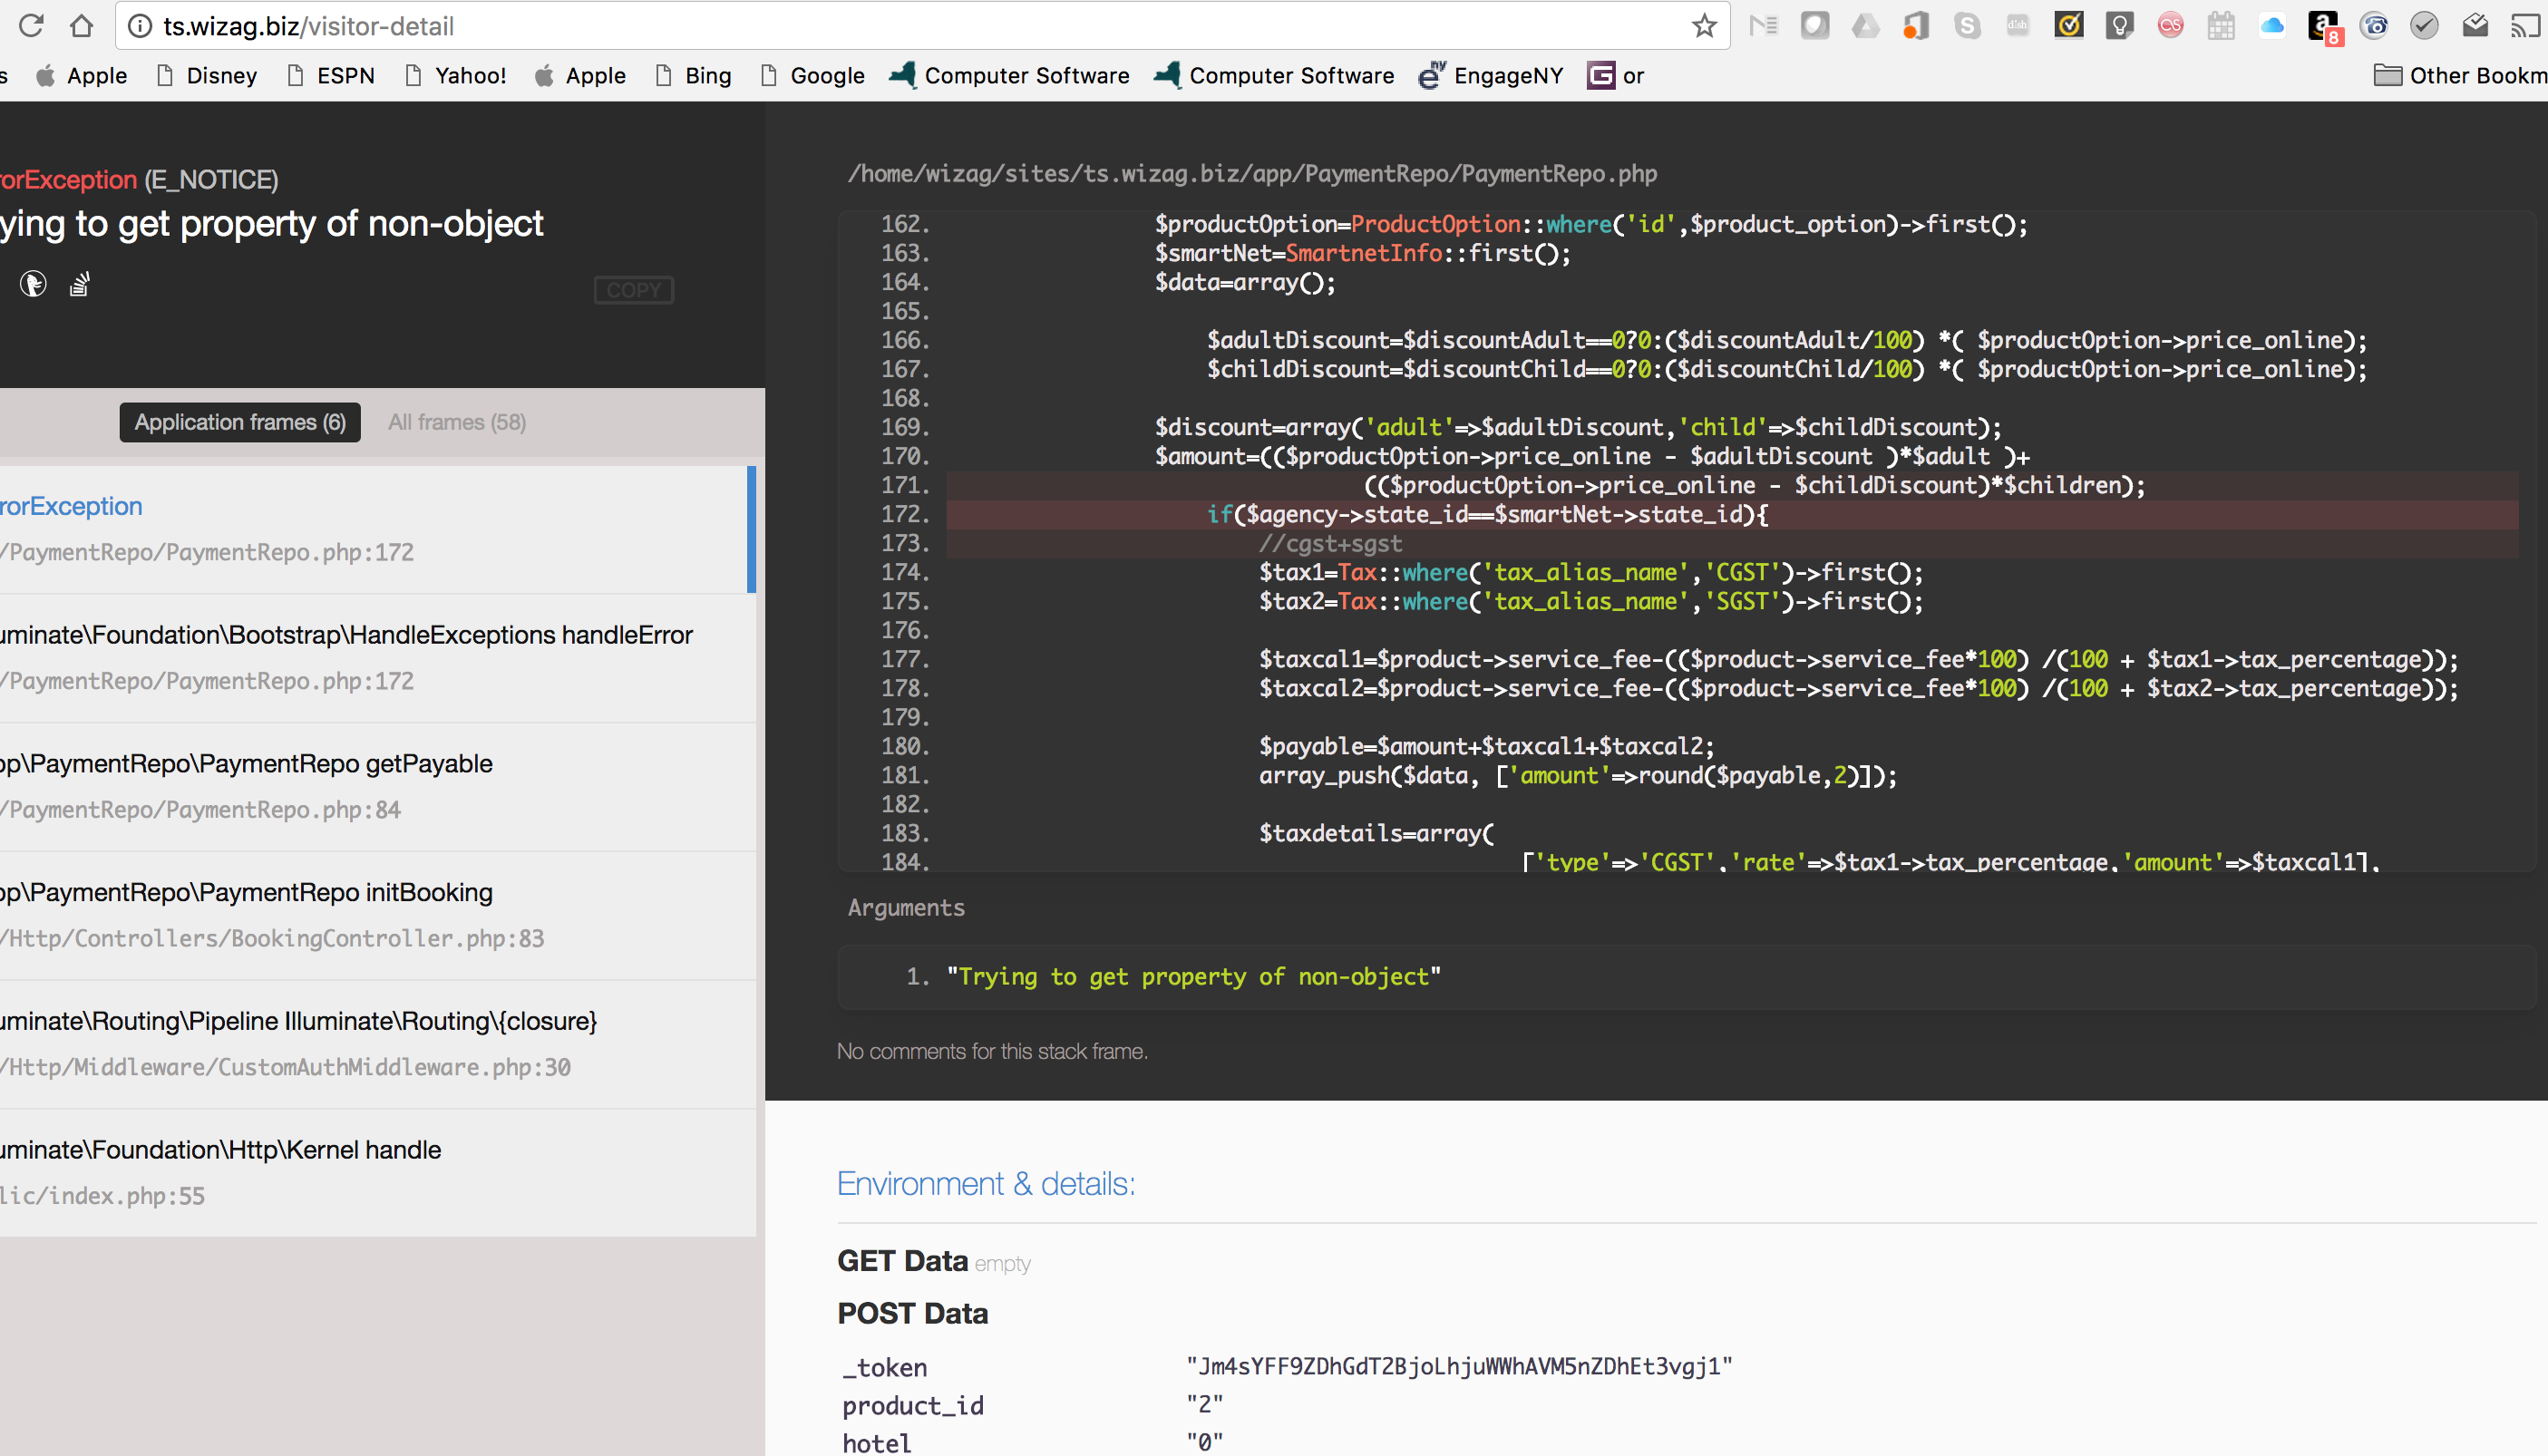 ts.wizag.biz/visitor-detail
dish
CS
a
8
s
Apple
Disney
ESPN
Yahoo!
Apple
Bing
Google
Computer Software
Computer Software
EngageNY
G or
Other Bookm
rorException (E_NOTICE)
ying to get property of non-object
COPY
Application frames (6)
All frames (58)
rorException
/PaymentRepo/PaymentRepo.php:172
uminate\Foundation\Bootstrap\HandleExceptions handleError
/PaymentRepo/PaymentRepo.php:172
pp\PaymentRepo\PaymentRepo getPayable
/PaymentRepo/PaymentRepo.php:84
pp\PaymentRepo\PaymentRepo initBooking
/Http/Controllers/BookingController.php:83
uminate\Routing\Pipeline Illuminate\Routing\{closure}
/Http/Middleware/CustomAuthMiddleware.php:30
uminate\Foundation\Http\Kernel handle
lic/index.php:55
/home/wizag/sites/ts.wizag.biz/app/PaymentRepo/PaymentRepo.php
162. $productOption=ProductOption::where('id',$product_option)->first();
163. $smartNet=SmartnetInfo::first();
164. $data=array();
165.
166. $adultDiscount=$discountAdult==0?0:($discountAdult/100) *( $productOption->price_online);
167. $childDiscount=$discountChild==0?0:($discountChild/100) *( $productOption->price_online);
168.
169. $discount=array('adult'=>$adultDiscount,'child'=>$childDiscount);
170. $amount=(($productOption->price_online - $adultDiscount )*$adult )+
171. (($productOption->price_online - $childDiscount)*$children);
172. if($agency->state_id==$smartNet->state_id){
173. //cgst+sgst
174. $tax1=Tax::where('tax_alias_name','CGST')->first();
175. $tax2=Tax::where('tax_alias_name','SGST')->first();
176.
177. $taxcal1=$product->service_fee-(($product->service_fee*100) /(100 + $tax1->tax_percentage));
178. $taxcal2=$product->service_fee-(($product->service_fee*100) /(100 + $tax2->tax_percentage));
179.
180. $payable=$amount+$taxcal1+$taxcal2;
181. array_push($data, ['amount'=>round($payable,2)]);
182.
183. $taxdetails=array(
184. ['type'=>'CGST','rate'=>$tax1->tax_percentage,'amount'=>$taxcal1],
Arguments
1. "Trying to get property of non-object"
No comments for this stack frame.
Environment & details:
GET Data empty
POST Data
_token "Jm4sYFF9ZDhGdT2BjoLhjuWWhAVM5nZDhEt3vgj1"
product_id "2"
hotel "0"